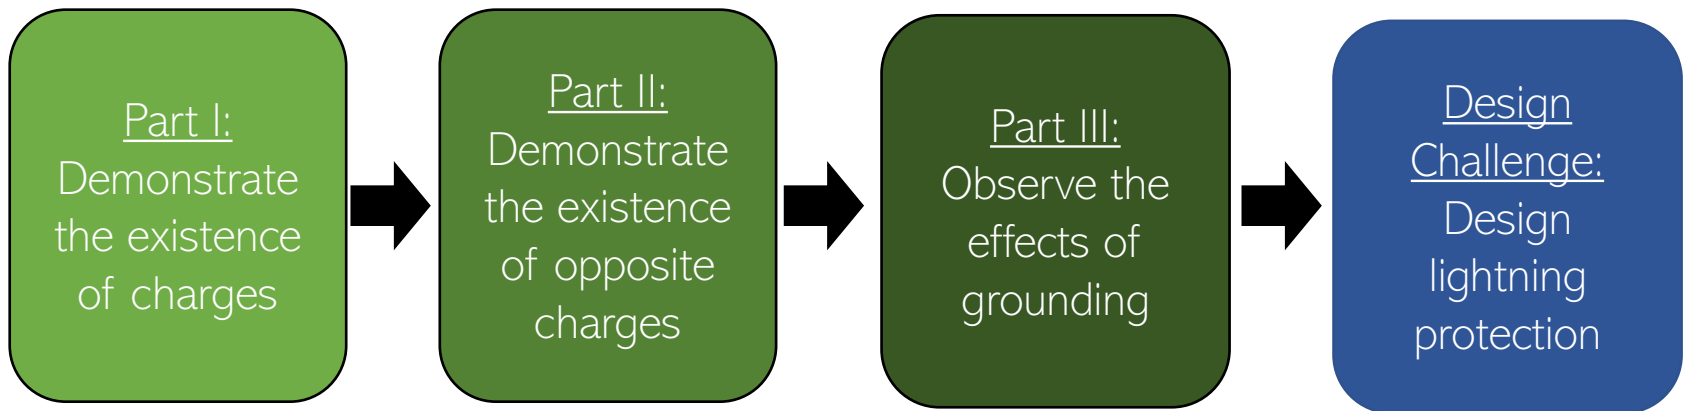 Part I:
Demonstrate
the existence
of charges
Part II:
Demonstrate
the existence
of opposite
charges
Part III:
Observe the
effects of
grounding
Design
Challenge:
Design
lightning
protection